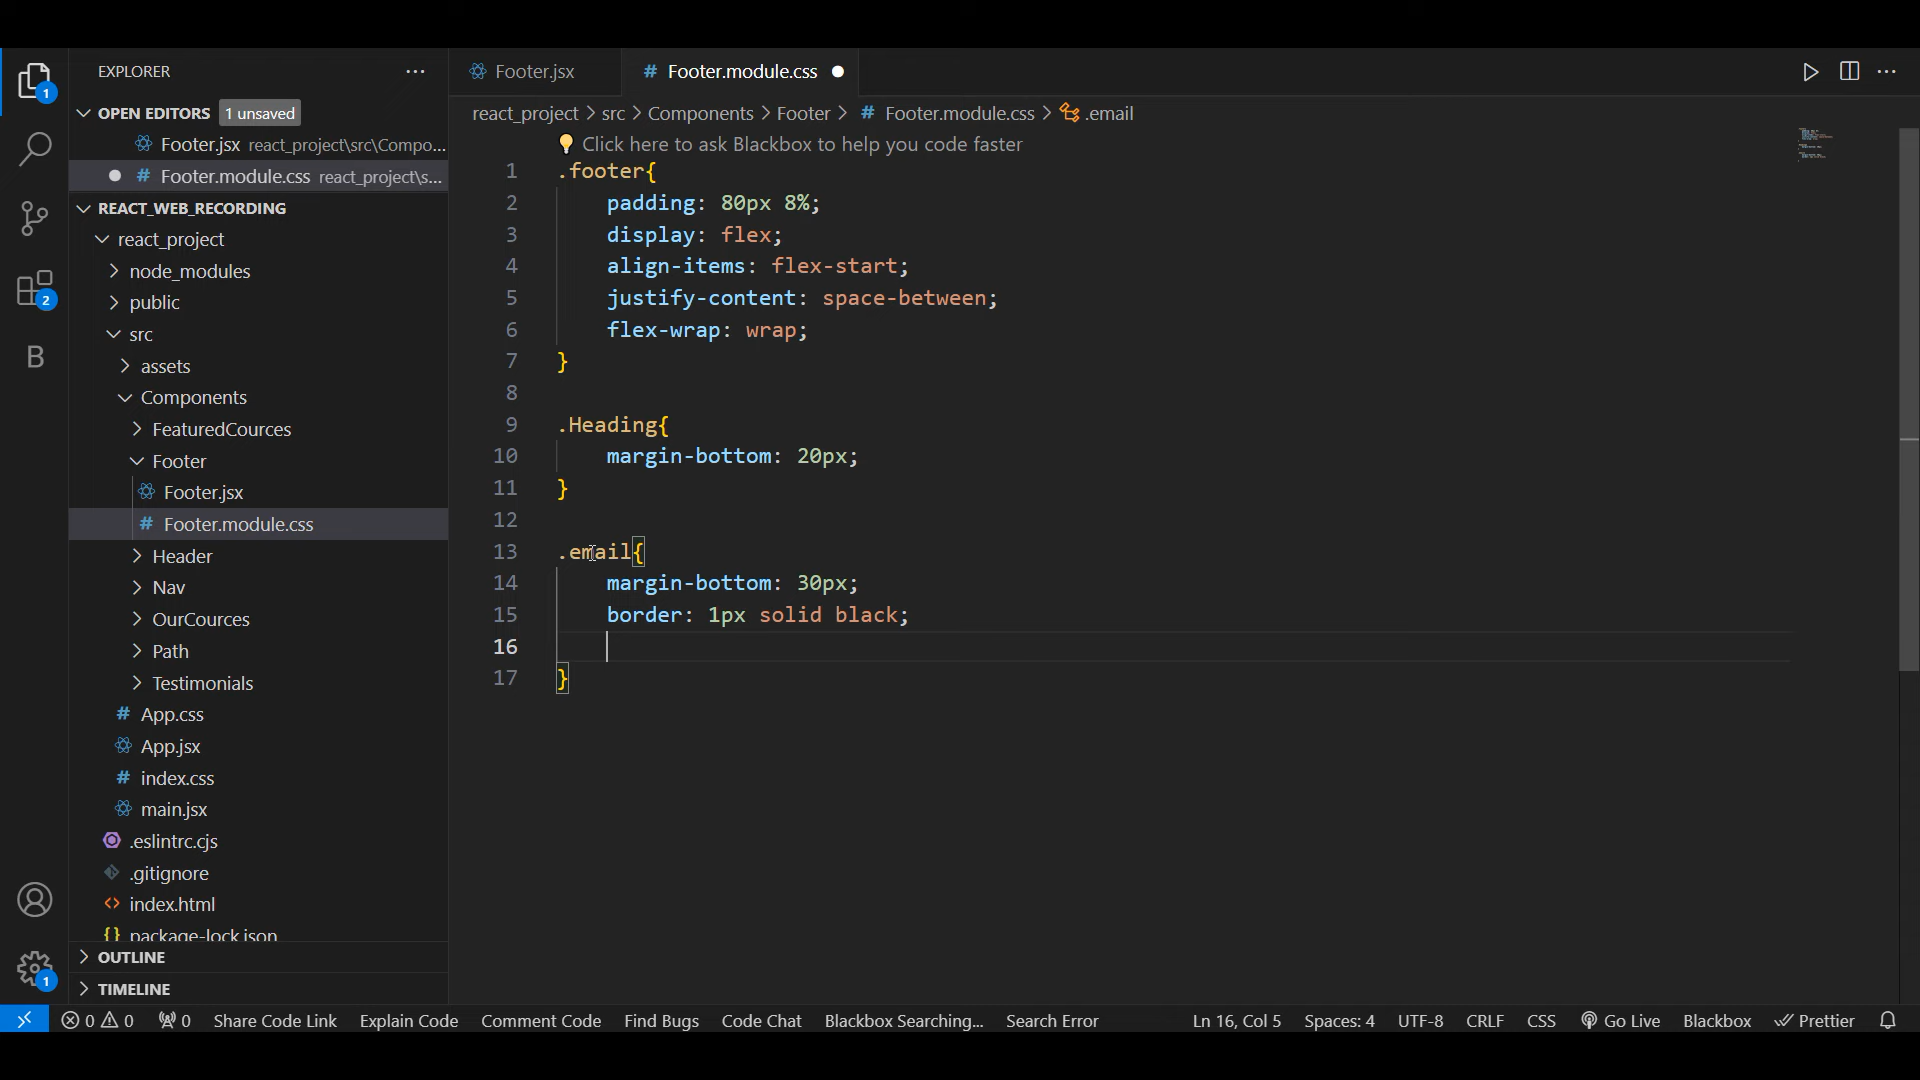 EXPLORER
OPEN EDITORS 1 unsaved
Footer.jsx react_project\src\Compo...
Footer.module.css react_project\s...
REACT_WEB_RECORDING
react_project
node_modules
public
src
assets
Components
FeaturedCources
Footer
Footer.jsx
Footer.module.css
Header
Nav
OurCources
Path
Testimonials
App.css
App.jsx
index.css
main.jsx
.eslintrc.cjs
.gitignore
index.html
package-lock.json
OUTLINE
TIMELINE
1
2
B
1
Footer.jsx
Footer.module.css
react_project > src > Components > Footer > # Footer.module.css > .email
Click here to ask Blackbox to help you code faster
1 .footer{
2 padding: 80px 8%;
3 display: flex;
4 align-items: flex-start;
5 justify-content: space-between;
6 flex-wrap: wrap;
7 }
8
9 .Heading{
10 margin-bottom: 20px;
11 }
12
13 .email{
14 margin-bottom: 30px;
15 border: 1px solid black;
16
17 }
0 0 0 Share Code Link Explain Code Comment Code Find Bugs Code Chat Blackbox Searching... Search Error Ln 16, Col 5 Spaces: 4 UTF-8 CRLF CSS Go Live Blackbox Prettier